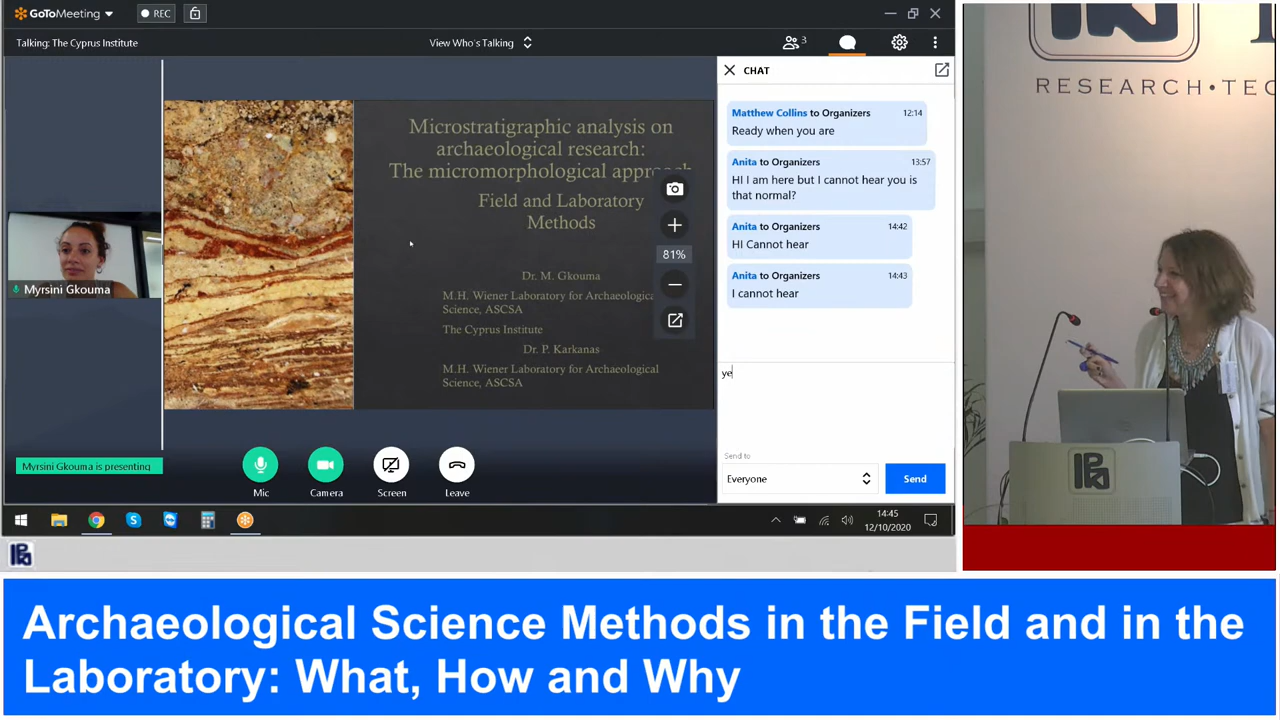 GoToMeeting
REC
Talking: The Cyprus Institute
View Who's Talking
3
CHAT
Matthew Collins to Organizers 12:14
Ready when you are
Anita to Organizers 13:57
HI I am here but I cannot hear you is
that normal?
Anita to Organizers 14:42
HI Cannot hear
Anita to Organizers 14:43
I cannot hear
ye
Send to
Everyone
Send
Microstratigraphic analysis on
archaeological research:
The micromorphological approach
Field and Laboratory
Methods
81%
Dr. M. Gkouma
M.H. Wiener Laboratory for Archaeologica
Science, ASCSA
The Cyprus Institute
Dr. P. Karkanas
M.H. Wiener Laboratory for Archaeological
Science, ASCSA
Myrsini Gkouma
Myrsini Gkouma is presenting
Mic
Camera
Screen
Leave
14:45
12/10/2020
RESEARCH•TEC
Archaeological Science Methods in the Field and in the
Laboratory: What, How and Why